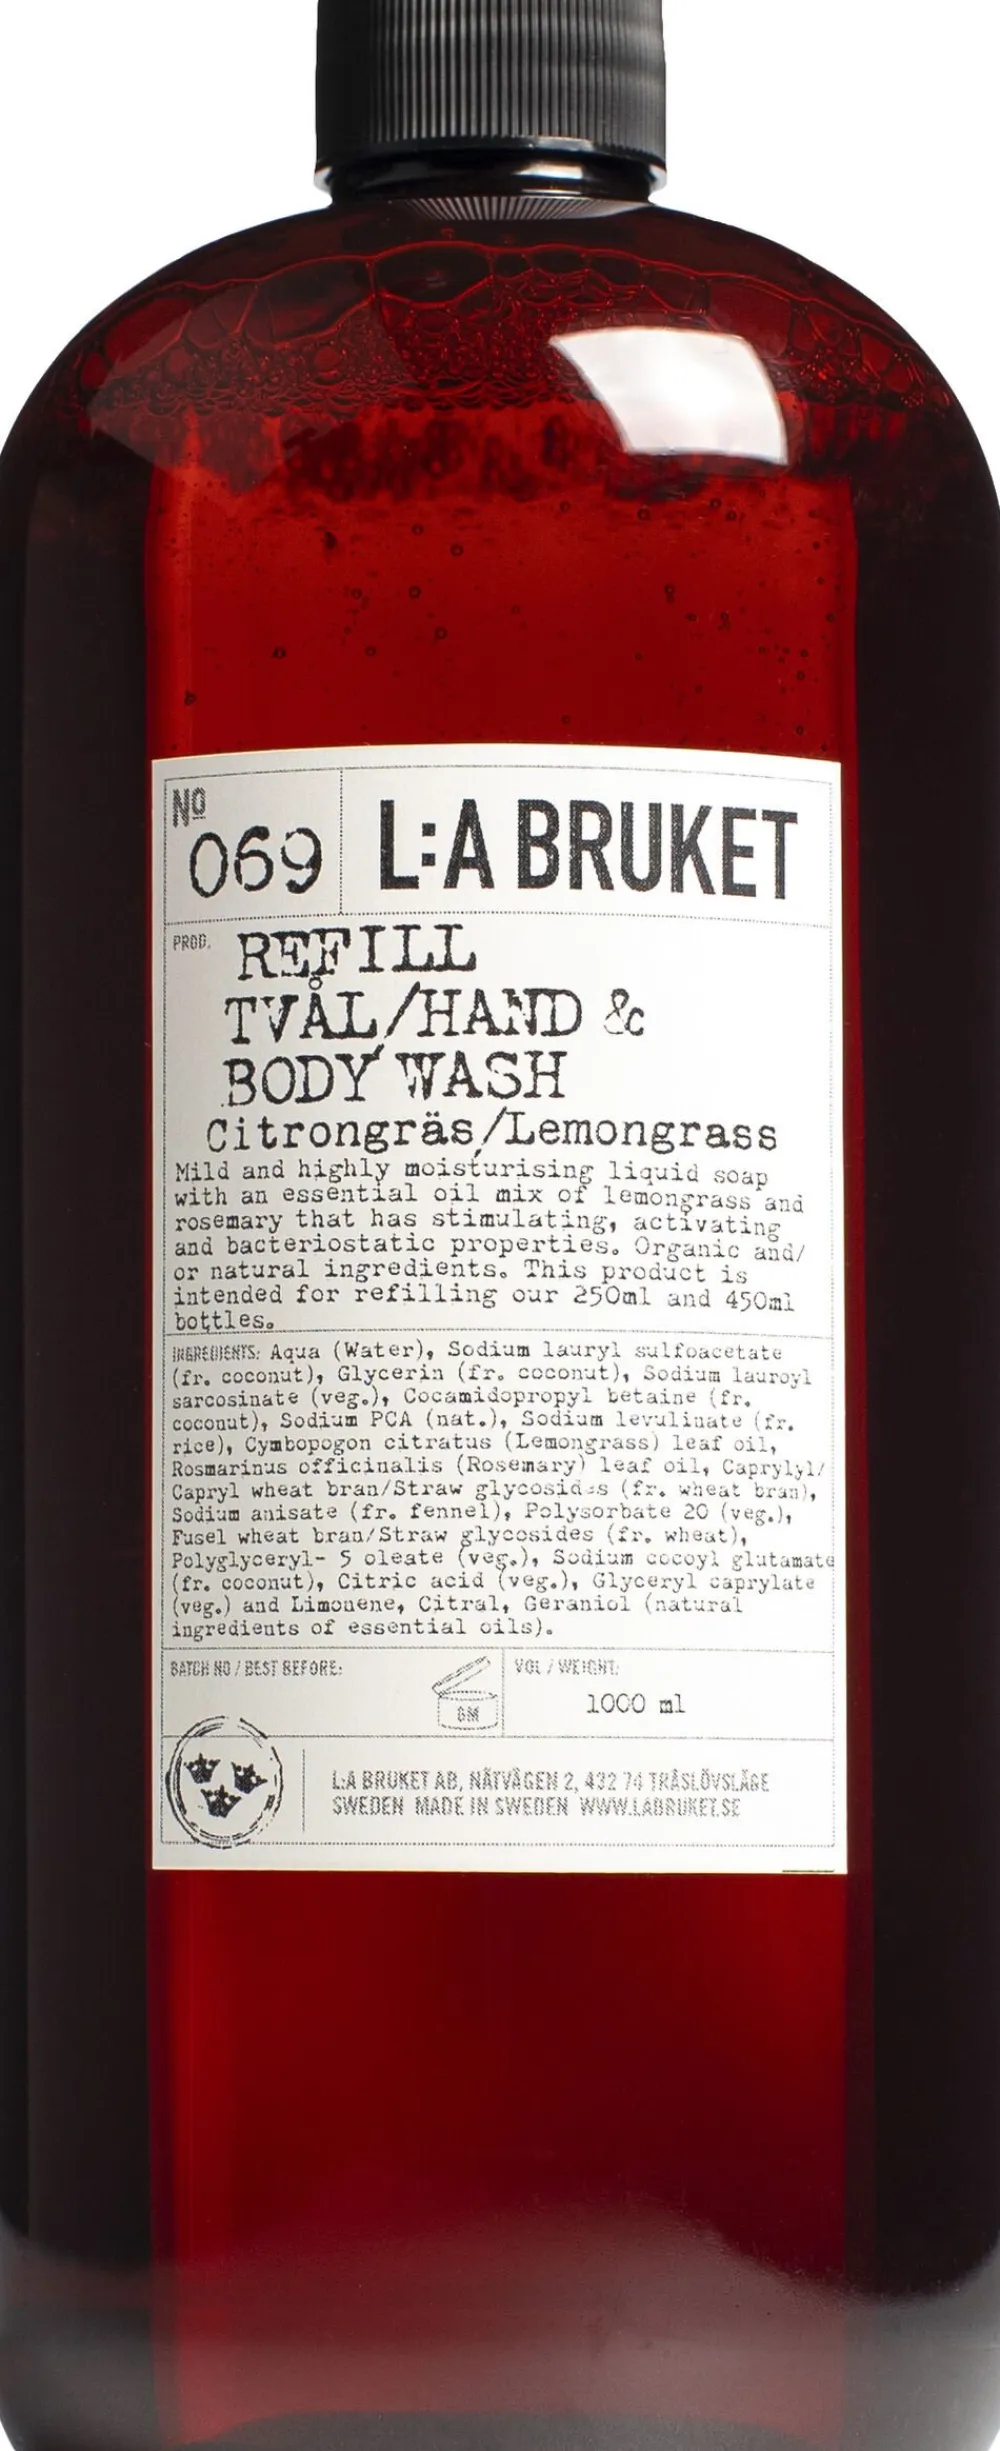 Nº
069
L:A BRUKET
PROD. REFILL
TVÅL/HAND &
BODY WASH
Citrongräs/Lemongrass
Mild and highly moisturising liquid soap
with an essential oil mix of lemongrass and
rosemary that has stimulating, activating
and bacteriostatic properties. Organic and/
or natural ingredients. This product is
intended for refilling our 250ml and 450ml
bottles.
INGREDIENTS: Aqua (Water), Sodium lauryl sulfoacetate
(fr. coconut), Glycerin (fr. coconut), Sodium lauroyl
sarcosinate (veg.), Cocamidopropyl betaine (fr.
coconut), Sodium PCA (nat.), Sodium levulinate (fr.
rice), Cymbopogon citratus (Lemongrass) leaf oil,
Rosmarinus officinalis (Rosemary) leaf oil, Caprylyl/
Capryl wheat bran/Straw glycosides (fr. wheat bran),
Sodium anisate (fr. fennel), Polysorbate 20 (veg.),
Fusel wheat bran/Straw glycosides (fr. wheat),
Polyglyceryl- 5 oleate (veg.), Sodium cocoyl glutamate
(fr. coconut), Citric acid (veg.), Glyceryl caprylate
(veg.) and Limonene, Citral, Geraniol (natural
ingredients of essential oils).
BATCH NO / BEST BEFORE:
6M
VOL / WEIGHT:
1000 ml
L:A BRUKET AB, NÄTVÄGEN 2, 432 74 TRÄSLÖVSLÄGE
SWEDEN MADE IN SWEDEN WWW.LABRUKET.SE